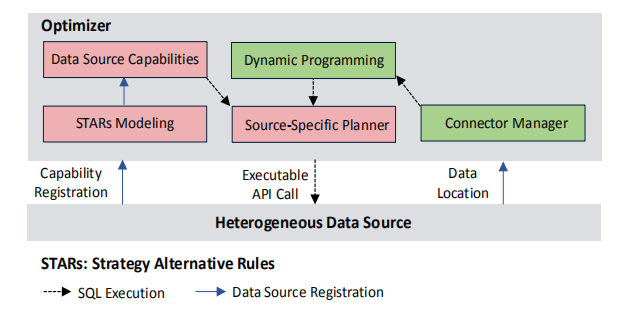 Optimizer
Data Source Capabilities
Dynamic Programming
STARs Modeling
Source-Specific Planner
Connector Manager
Capability
Registration
Executable
API Call
Data
Location
Heterogeneous Data Source
STARs: Strategy Alternative Rules
SQL Execution
Data Source Registration